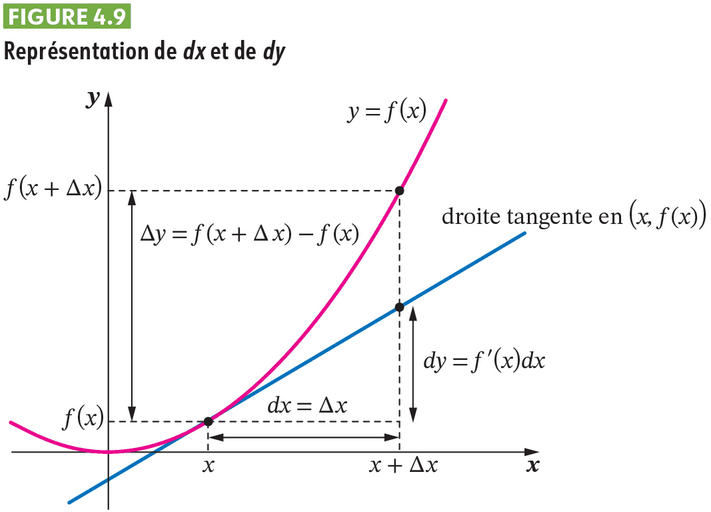 FIGURE 4.9
Représentation de dx et de dy
y
y = f(x)
f(x + Δx)
droite tangente en (x, f(x))
Δy = f(x + Δx) − f(x)
dy = f′(x)dx
dx = Δx
f(x)
x
x + Δx
x